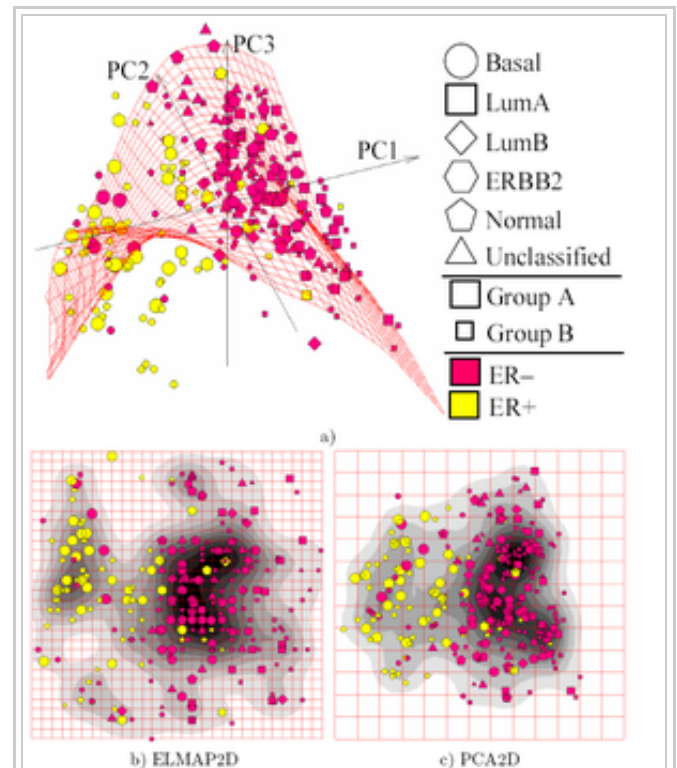 PC3
PC2
PC1
Basal
LumA
LumB
ERBB2
Normal
Unclassified
Group A
Group B
ER–
ER+
a)
b) ELMAP2D
c) PCA2D